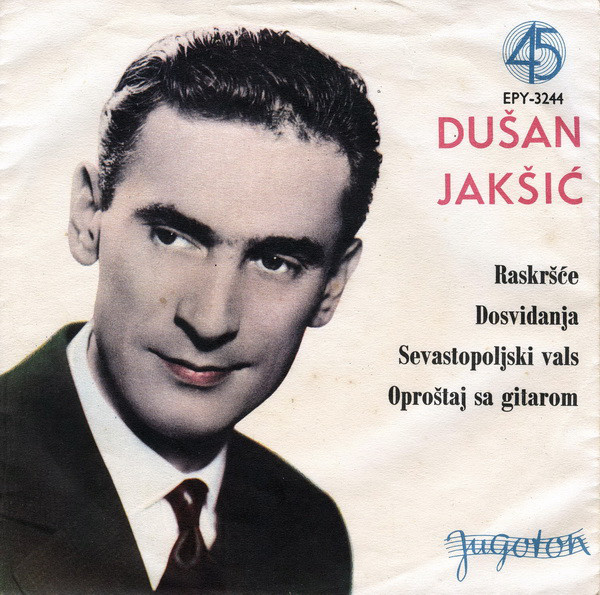 45
EPY-3244
DUŠAN
JAKŠIĆ
Raskršće
Dosvidanja
Sevastopoljski vals
Oproštaj sa gitarom
Jugoton